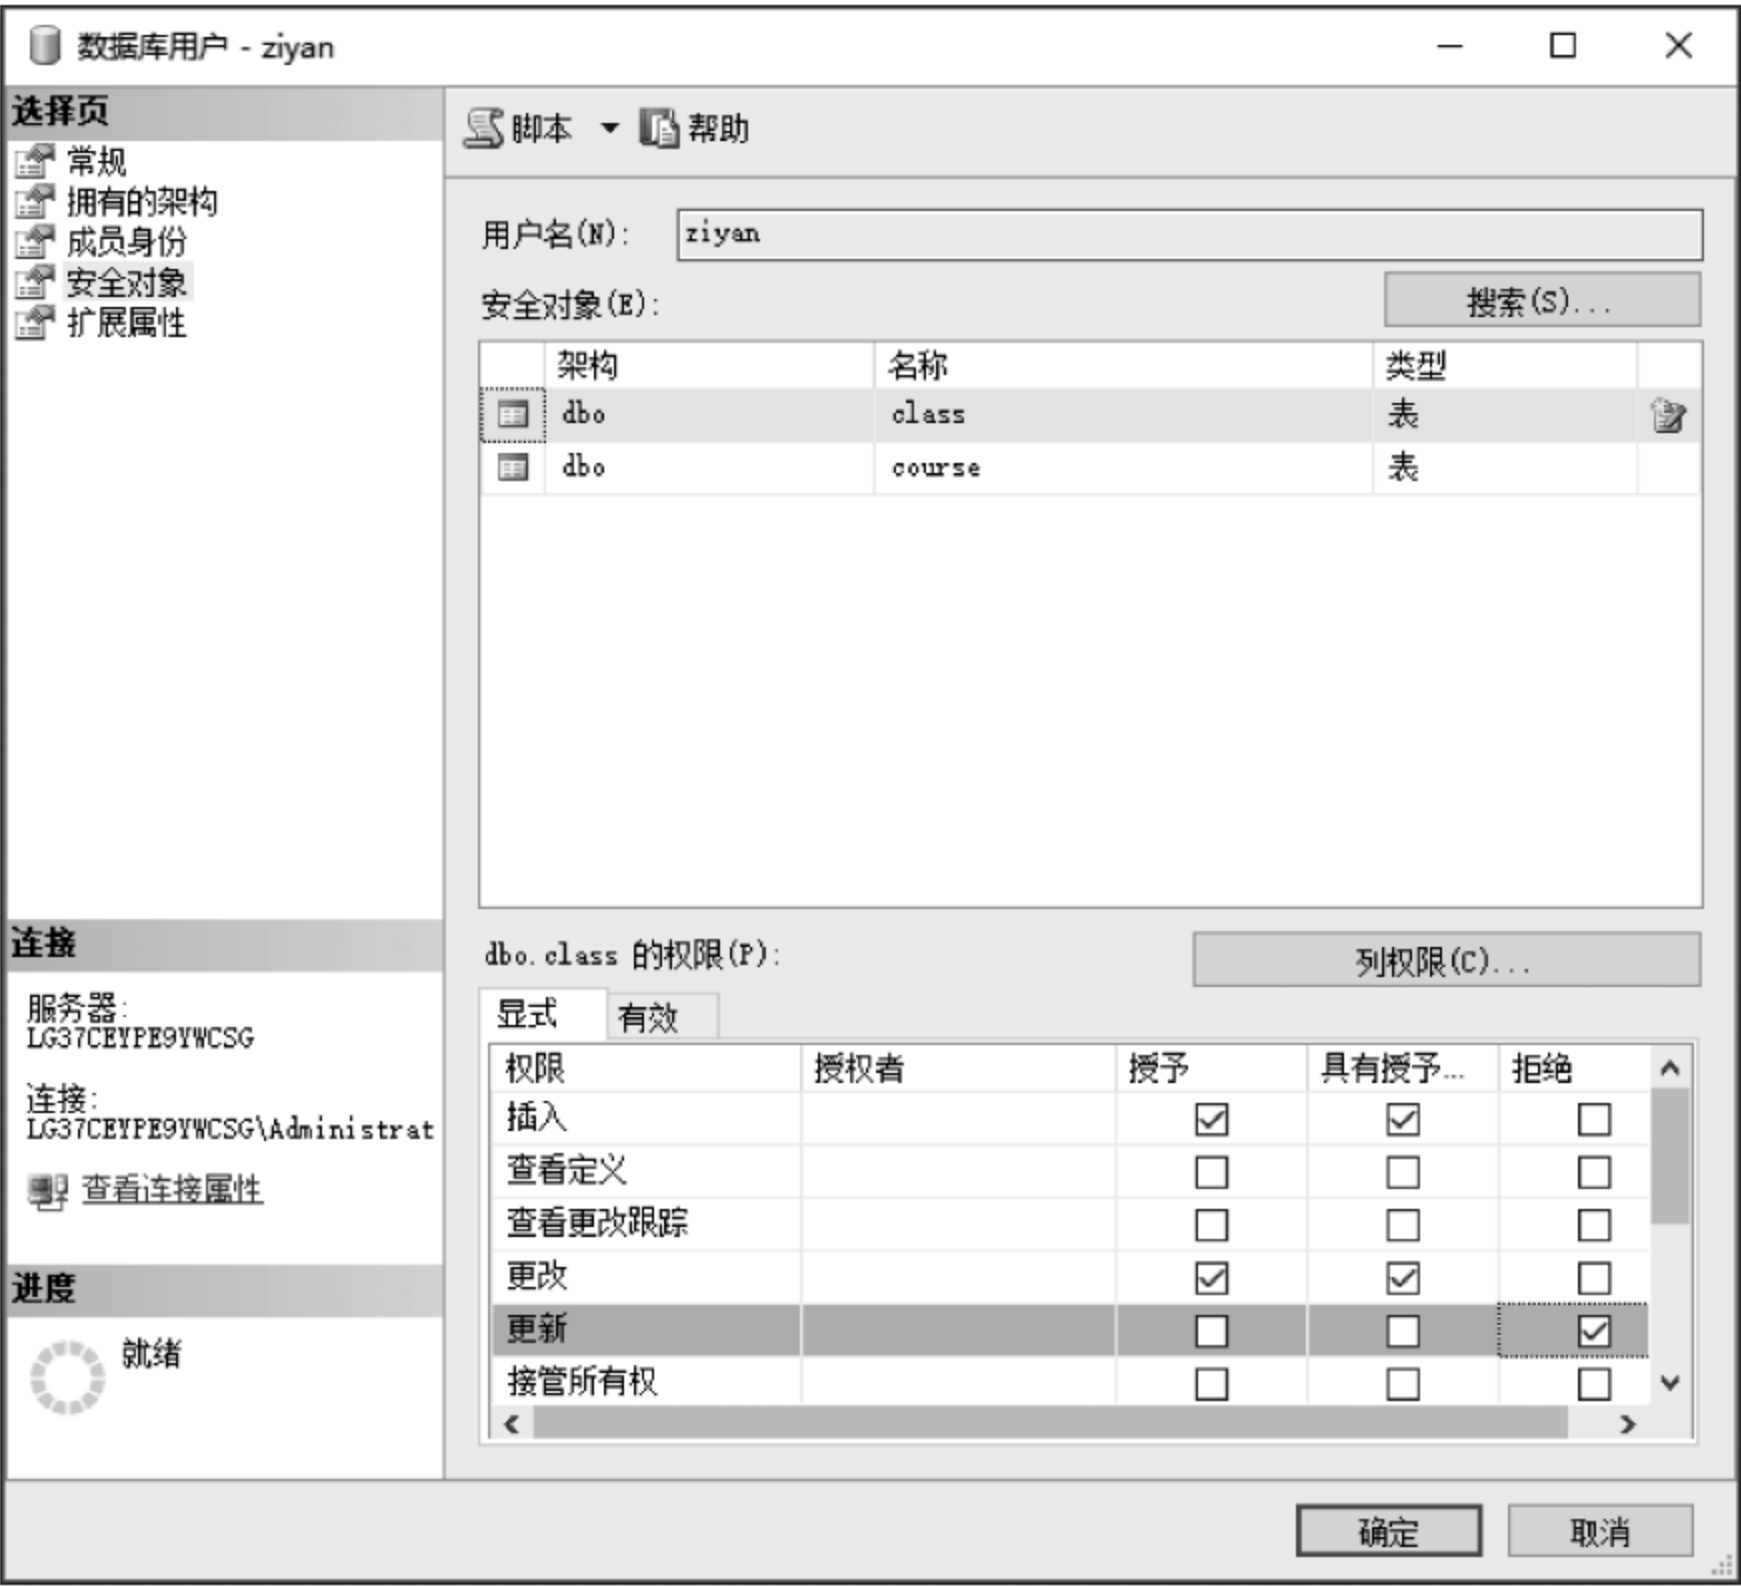 数据库用户 - ziyan
选择页
常规
拥有的架构
成员身份
安全对象
扩展属性
脚本 帮助
用户名(N): ziyan
安全对象(E): 搜索(S)...
架构 名称 类型
dbo class 表
dbo course 表
dbo.class 的权限(P): 列权限(C)...
显式 有效
权限 授权者 授予 具有授予... 拒绝
插入
查看定义
查看更改跟踪
更改
更新
接管所有权
连接
服务器:
LG37CEYPE9YWCSG
连接:
LG37CEYPE9YWCSG\Administrat
查看连接属性
进度
就绪
确定 取消